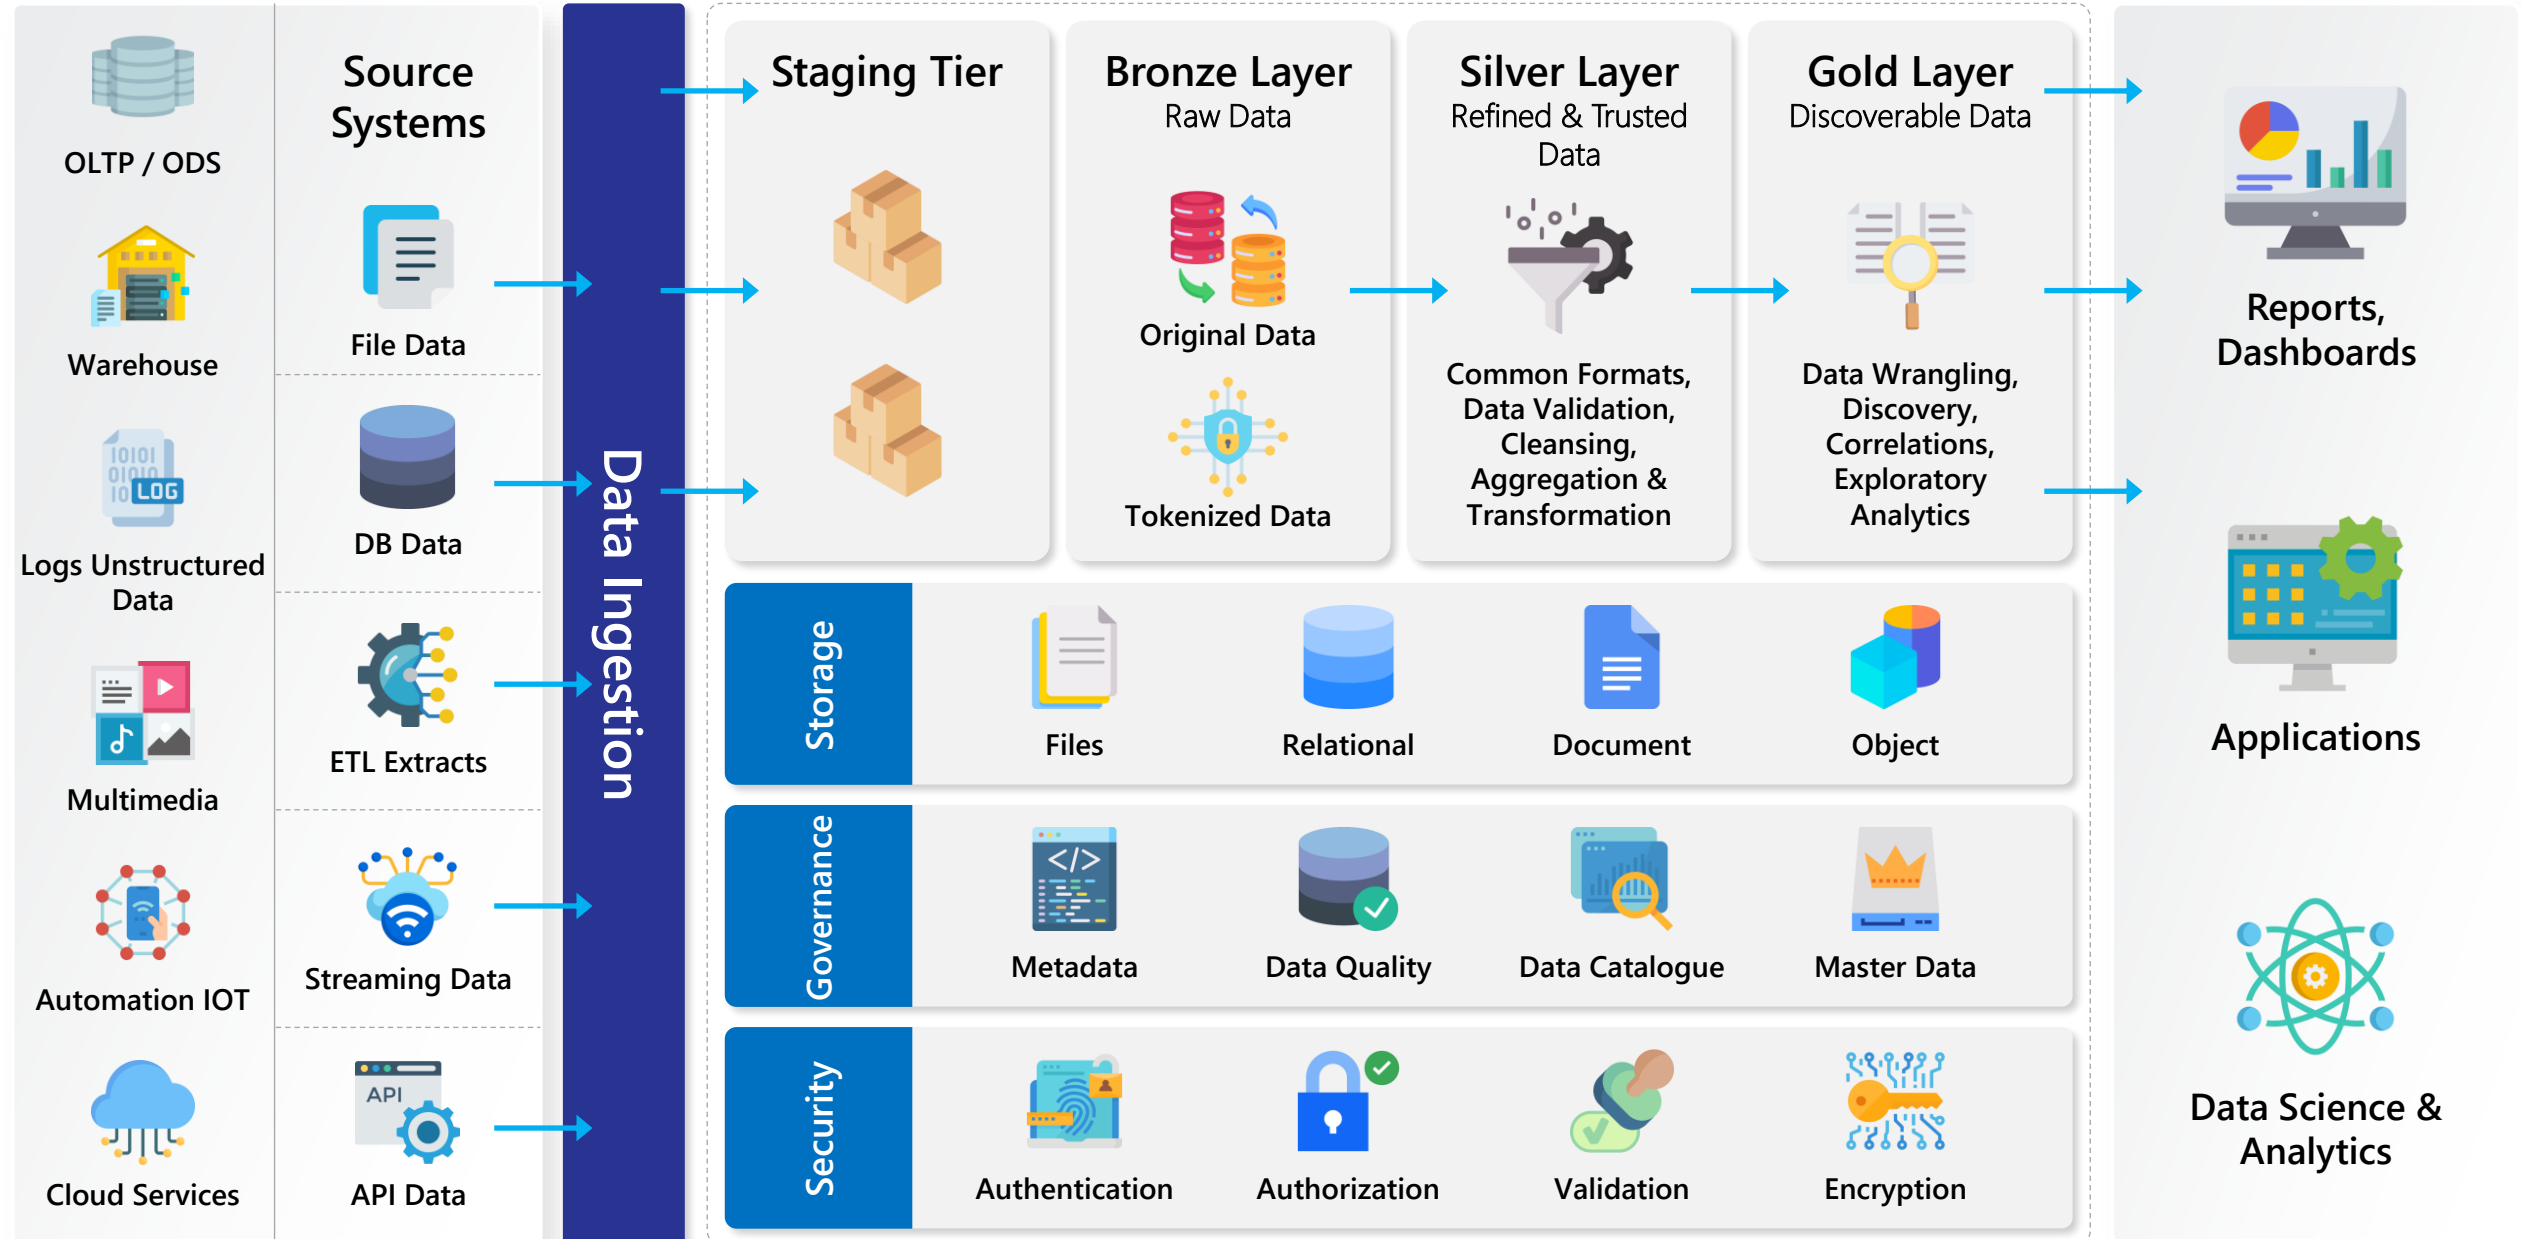 OLTP / ODS
Warehouse
10101
01010
10
LOG
Logs Unstructured
Data
Multimedia
Automation IOT
Cloud Services
Source
Systems
File Data
DB Data
ETL Extracts
Streaming Data
API
API Data
Data Ingestion
Staging Tier
Bronze Layer
Raw Data
Original Data
Tokenized Data
Silver Layer
Refined & Trusted
Data
Common Formats,
Data Validation,
Cleansing,
Aggregation &
Transformation
Gold Layer
Discoverable Data
Data Wrangling,
Discovery,
Correlations,
Exploratory
Analytics
Storage
Files
Relational
Document
Object
Governance
</>
Metadata
Data Quality
Data Catalogue
Master Data
Security
Authentication
Authorization
Validation
Encryption
Reports,
Dashboards
Applications
Data Science &
Analytics